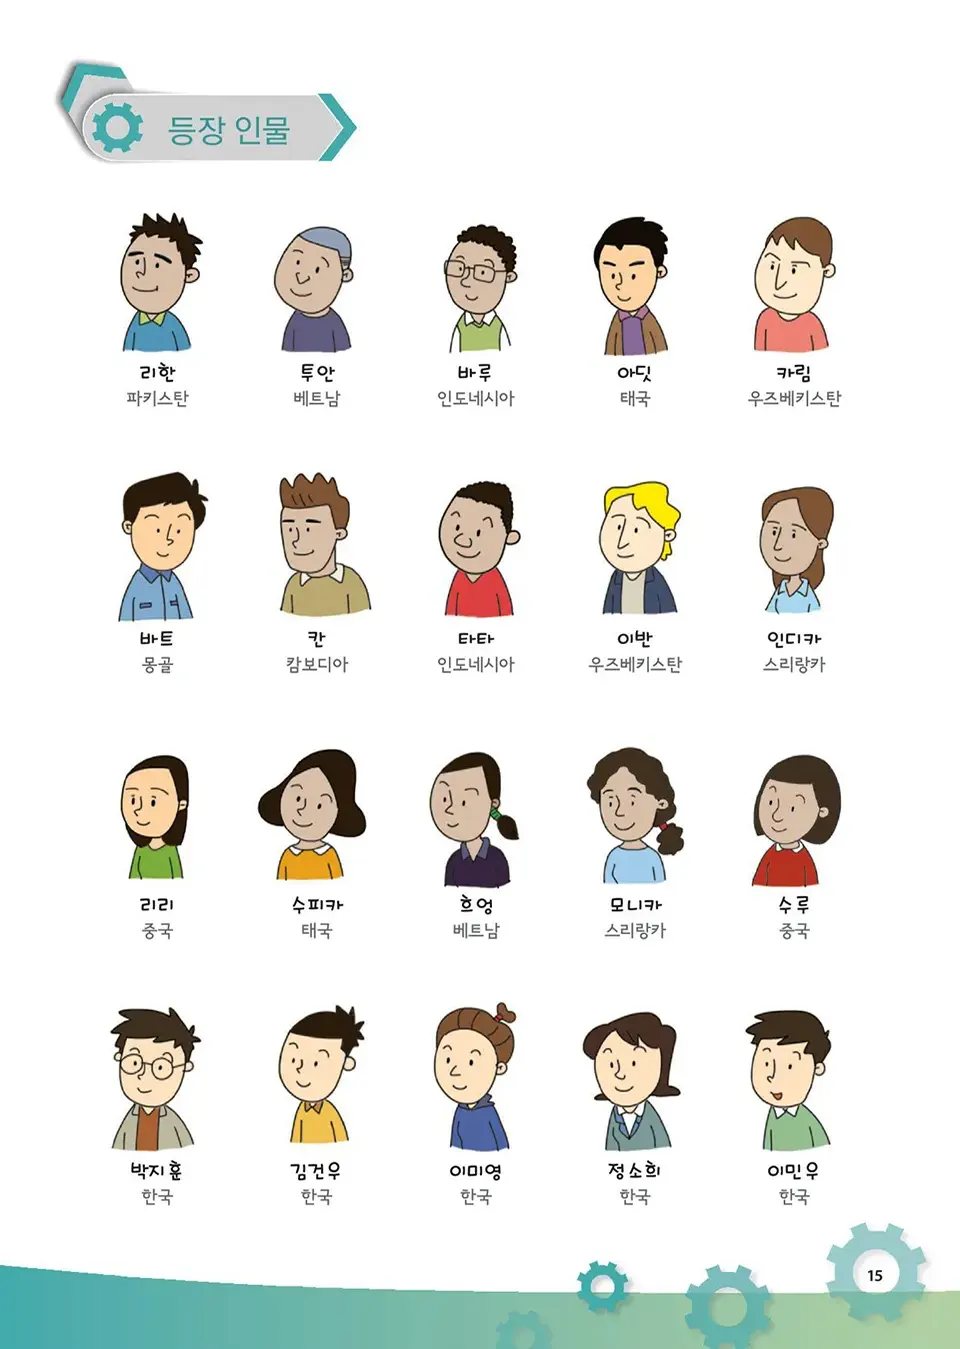 등장 인물
리한 투안 바루 아딧 카림
파키스탄 베트남 인도네시아 태국 우즈베키스탄
바트 칸 타타 이반 인디카
몽골 캄보디아 인도네시아 우즈베키스탄 스리랑카
리리 수피카 흐엉 모니카 수루
중국 태국 베트남 스리랑카 중국
박지훈 김건우 이미영 정소희 이민우
한국 한국 한국 한국 한국
15